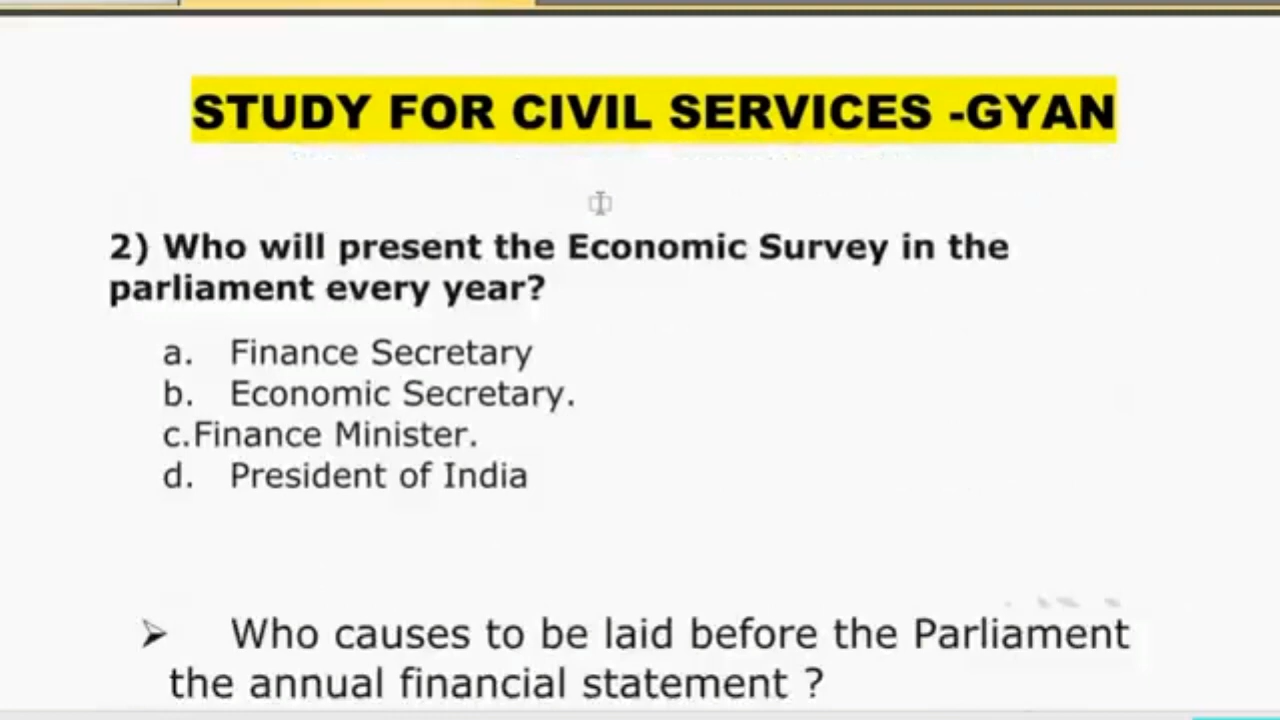 STUDY FOR CIVIL SERVICES -GYAN
2) Who will present the Economic Survey in the
parliament every year?
a. Finance Secretary
b. Economic Secretary.
c.Finance Minister.
d. President of India
➢ Who causes to be laid before the Parliament
the annual financial statement ?